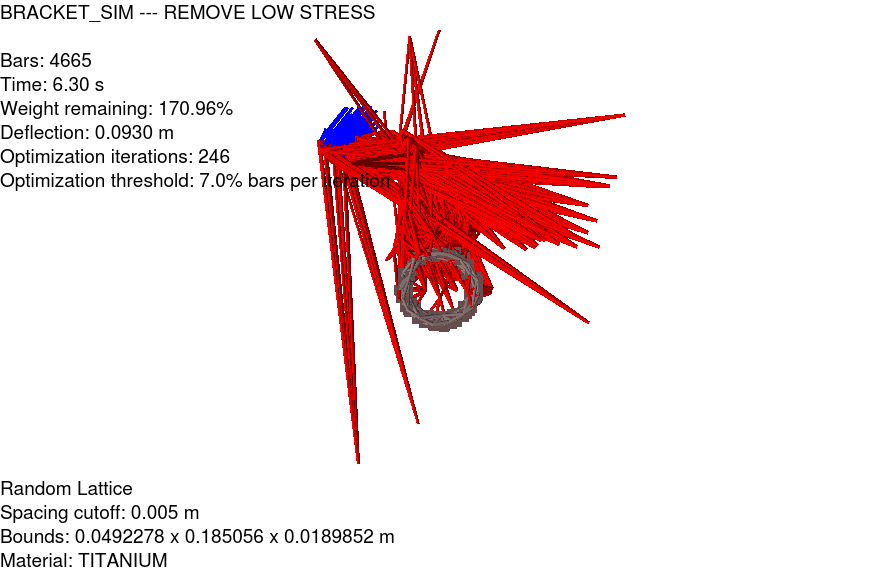 BRACKET_SIM --- REMOVE LOW STRESS
Bars: 4665
Time: 6.30 s
Weight remaining: 170.96%
Deflection: 0.0930 m
Optimization iterations: 246
Optimization threshold: 7.0% bars per iteration
Random Lattice
Spacing cutoff: 0.005 m
Bounds: 0.0492278 x 0.185056 x 0.0189852 m
Material: TITANIUM